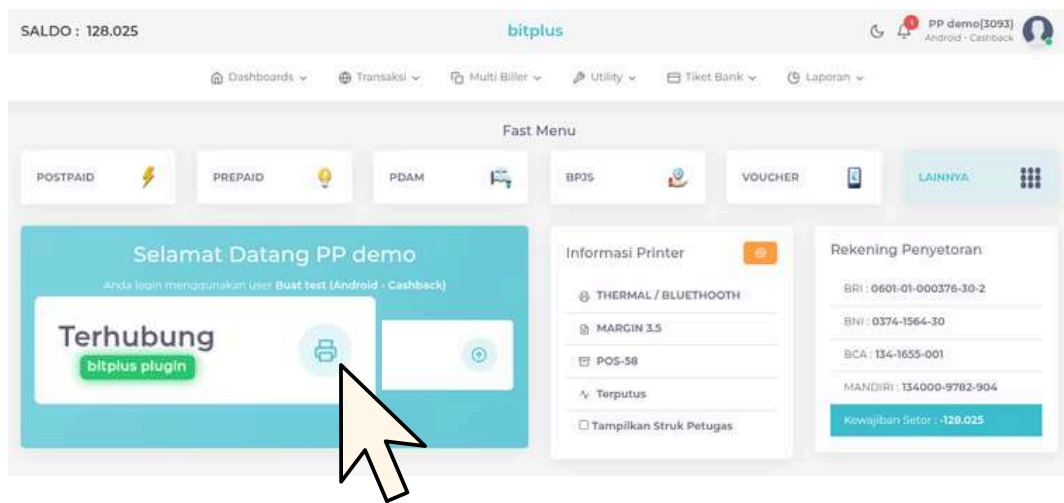 SALDO : 128.025
bitplus
PP demo(3093)
Android - Cashback
Dashboards
Transaksi
Multi Biller
Utility
Tiket Bank
Laporan
Fast Menu
POSTPAID
PREPAID
PDAM
BPJS
VOUCHER
LAINNYA
Selamat Datang PP demo
Anda login menggunakan user Buat test (Android - Cashback)
Terhubung
bitplus plugin
Informasi Printer
THERMAL / BLUETHOOTH
MARGIN 3.5
POS-58
Terputus
Tampilkan Struk Petugas
Rekening Penyetoran
BRI : 0601-01-000376-30-2
BNI : 0374-1564-30
BCA : 134-1655-001
MANDIRI : 134000-9782-904
Kewajiban Setor : -128.025